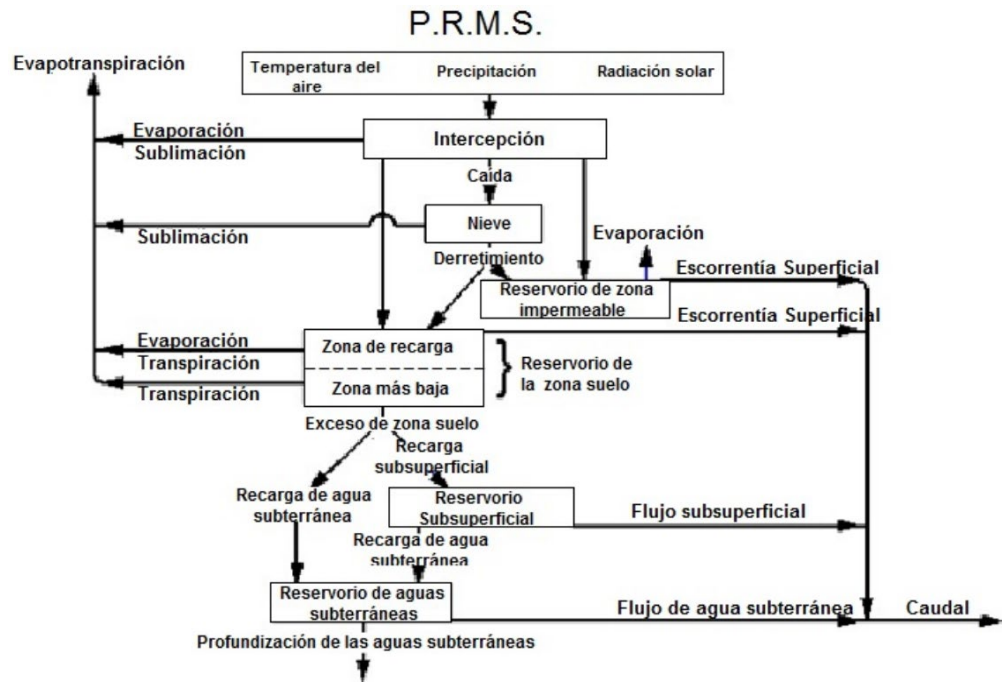 P.R.M.S.
Evapotranspiración
Temperatura del
aire
Precipitación
Radiación solar
Evaporación
Sublimación
Intercepción
Caida
Nieve
Sublimación
Evaporación
Derretimiento
Escorrentía Superficial
Reservorio de zona
impermeable
Escorrentía Superficial
Evaporación
Transpiración
Zona de recarga
Reservorio de
la zona suelo
Transpiración
Zona más baja
Exceso de zona suelo
Recarga
subsuperficial
Recarga de agua
subterránea
Reservorio
Subsuperficial
Flujo subsuperficial
Recarga de agua
subterránea
Reservorio de aguas
subterráneas
Flujo de agua subterránea
Caudal
Profundización de las aguas subterráneas